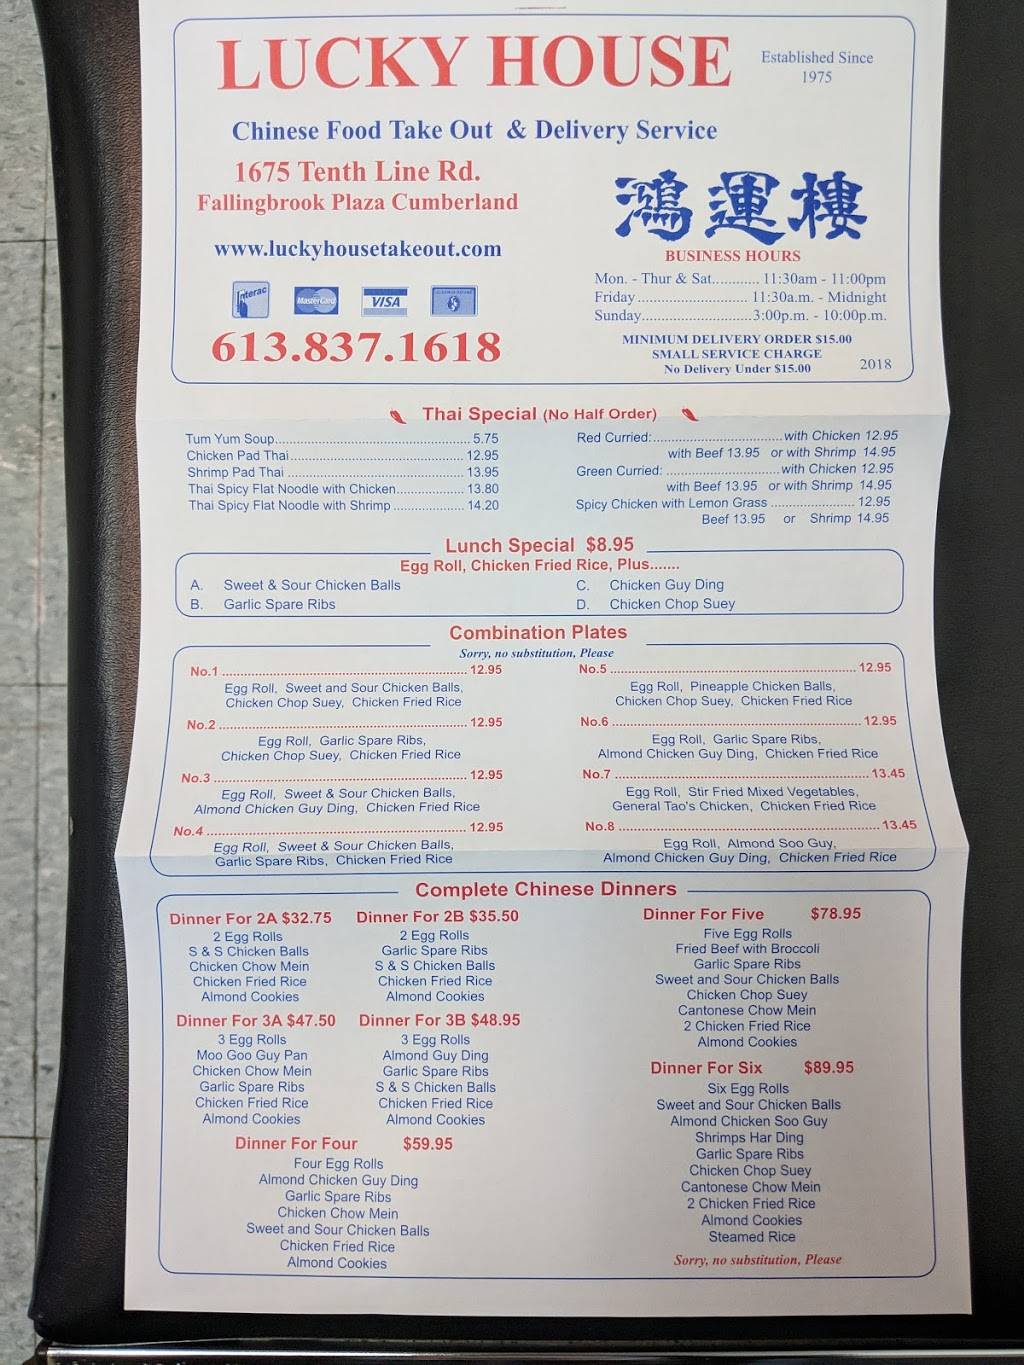 LUCKY HOUSE
Established Since
1975
Chinese Food Take Out & Delivery Service
1675 Tenth Line Rd.
Fallingbrook Plaza Cumberland
www.luckyhousetakeout.com
Interac
MasterCard
VISA
613.837.1618
鴻運樓
BUSINESS HOURS
Mon. - Thur & Sat............ 11:30am - 11:00pm
Friday............................ 11:30a.m. - Midnight
Sunday............................3:00p.m. - 10:00p.m.
MINIMUM DELIVERY ORDER $15.00
SMALL SERVICE CHARGE
No Delivery Under $15.00
2018
Thai Special (No Half Order)
Tum Yum Soup.................................................. 5.75
Chicken Pad Thai............................................. 12.95
Shrimp Pad Thai ............................................. 13.95
Thai Spicy Flat Noodle with Chicken................. 13.80
Thai Spicy Flat Noodle with Shrimp .................. 14.20
Red Curried:.................................with Chicken 12.95
with Beef 13.95 or with Shrimp 14.95
Green Curried: .............................with Chicken 12.95
with Beef 13.95 or with Shrimp 14.95
Spicy Chicken with Lemon Grass ..................... 12.95
Beef 13.95 or Shrimp 14.95
Lunch Special $8.95
Egg Roll, Chicken Fried Rice, Plus.......
A. Sweet & Sour Chicken Balls
B. Garlic Spare Ribs
C. Chicken Guy Ding
D. Chicken Chop Suey
Combination Plates
Sorry, no substitution, Please
No.1 ................................................................ 12.95
Egg Roll, Sweet and Sour Chicken Balls,
Chicken Chop Suey, Chicken Fried Rice
No.2 ................................................................ 12.95
Egg Roll, Garlic Spare Ribs,
Chicken Chop Suey, Chicken Fried Rice
No.3 ................................................................ 12.95
Egg Roll, Sweet & Sour Chicken Balls,
Almond Chicken Guy Ding, Chicken Fried Rice
No.4 ................................................................ 12.95
Egg Roll, Sweet & Sour Chicken Balls,
Garlic Spare Ribs, Chicken Fried Rice
No.5 ................................................................ 12.95
Egg Roll, Pineapple Chicken Balls,
Chicken Chop Suey, Chicken Fried Rice
No.6 ................................................................ 12.95
Egg Roll, Garlic Spare Ribs,
Almond Chicken Guy Ding, Chicken Fried Rice
No.7 ................................................................ 13.45
Egg Roll, Stir Fried Mixed Vegetables,
General Tao's Chicken, Chicken Fried Rice
No.8 ................................................................ 13.45
Egg Roll, Almond Soo Guy,
Almond Chicken Guy Ding, Chicken Fried Rice
Complete Chinese Dinners
Dinner For 2A $32.75
2 Egg Rolls
S & S Chicken Balls
Chicken Chow Mein
Chicken Fried Rice
Almond Cookies
Dinner For 2B $35.50
2 Egg Rolls
Garlic Spare Ribs
S & S Chicken Balls
Chicken Fried Rice
Almond Cookies
Dinner For 3A $47.50
3 Egg Rolls
Moo Goo Guy Pan
Chicken Chow Mein
Garlic Spare Ribs
Chicken Fried Rice
Almond Cookies
Dinner For 3B $48.95
3 Egg Rolls
Almond Guy Ding
Garlic Spare Ribs
S & S Chicken Balls
Chicken Fried Rice
Almond Cookies
Dinner For Four $59.95
Four Egg Rolls
Almond Chicken Guy Ding
Garlic Spare Ribs
Chicken Chow Mein
Sweet and Sour Chicken Balls
Chicken Fried Rice
Almond Cookies
Dinner For Five $78.95
Five Egg Rolls
Fried Beef with Broccoli
Garlic Spare Ribs
Sweet and Sour Chicken Balls
Chicken Chop Suey
Cantonese Chow Mein
2 Chicken Fried Rice
Almond Cookies
Dinner For Six $89.95
Six Egg Rolls
Sweet and Sour Chicken Balls
Almond Chicken Soo Guy
Shrimps Har Ding
Garlic Spare Ribs
Chicken Chop Suey
Cantonese Chow Mein
2 Chicken Fried Rice
Almond Cookies
Steamed Rice
Sorry, no substitution, Please